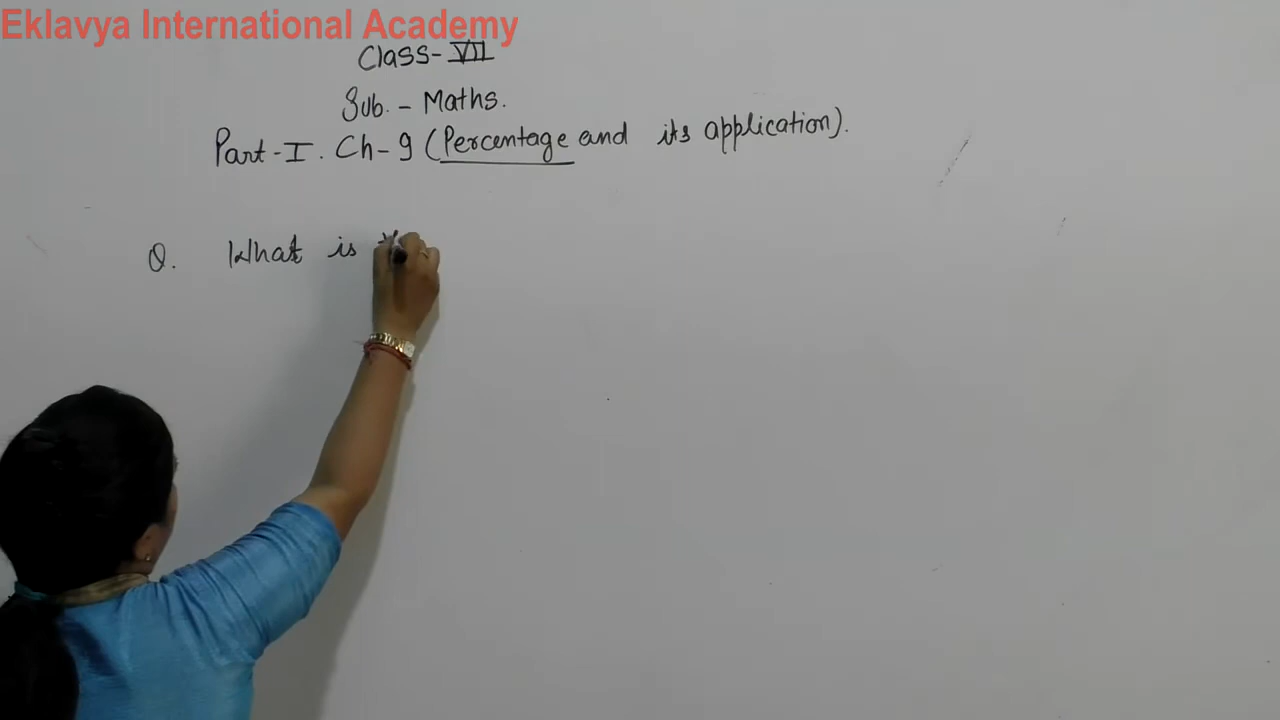 Eklavya International Academy
Class-VII
Sub. - Maths.
Part-I. Ch-9 (Percentage and its application).
Q. What is